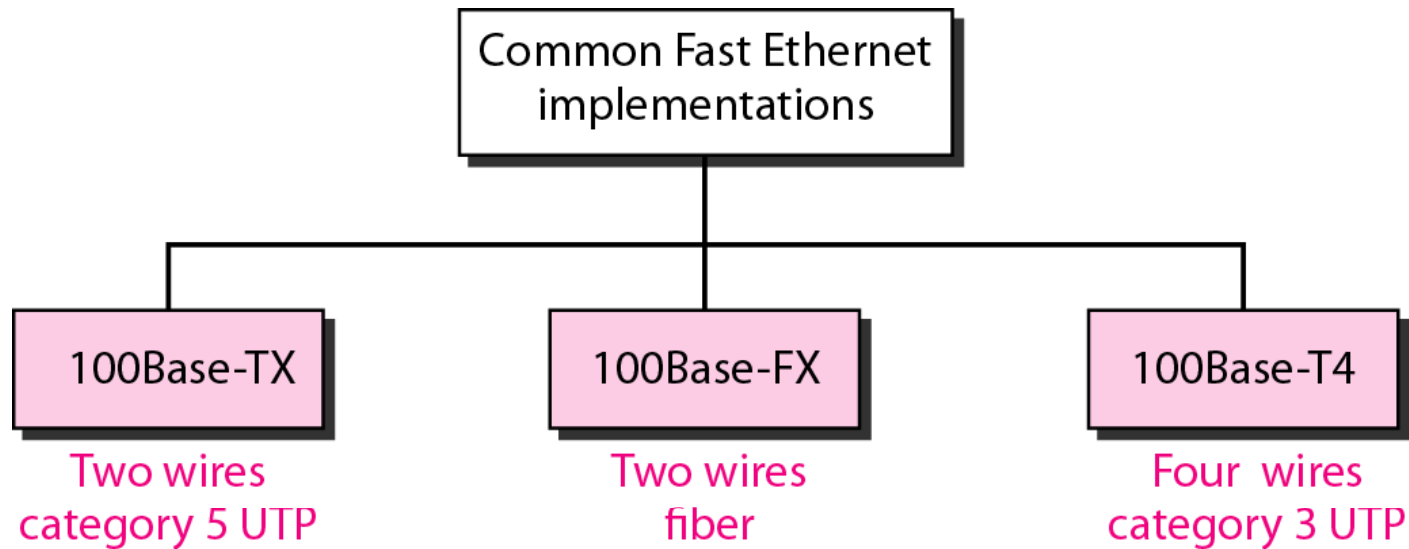 Common Fast Ethernet
implementations
100Base-TX
100Base-FX
100Base-T4
Two wires
category 5 UTP
Two wires
fiber
Four wires
category 3 UTP